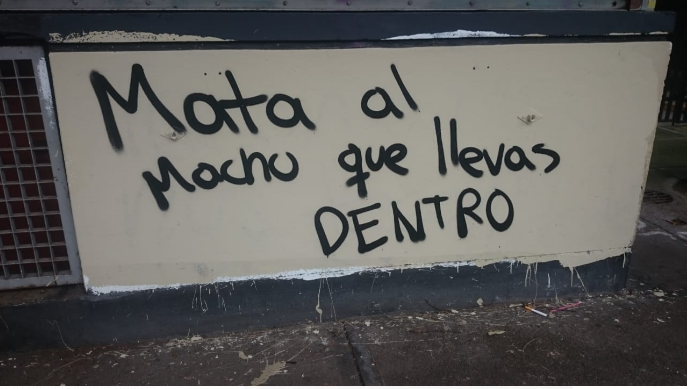 Mata al
Macho que llevas
DENTRO